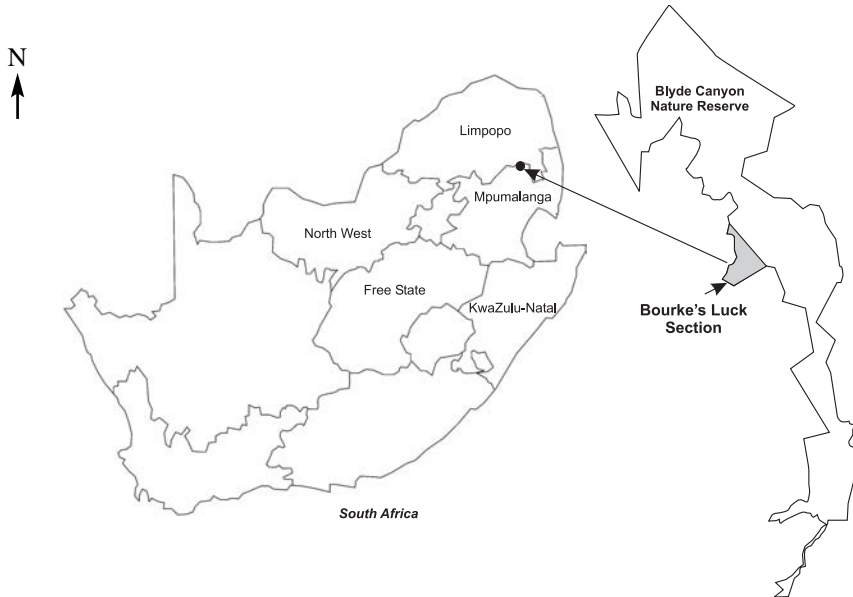 N
Limpopo
Mpumalanga
North West
Free State
KwaZulu-Natal
South Africa
Blyde Canyon
Nature Reserve
Bourke's Luck
Section